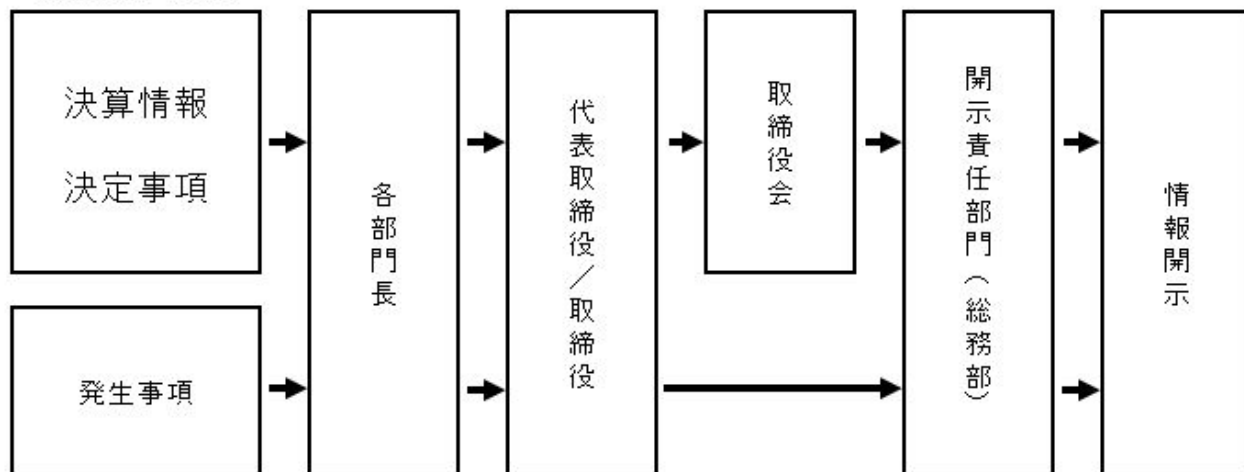 決算情報
決定事項
発生事項
各部門長
代表取締役／取締役
取締役会
開示責任部門（総務部）
情報開示